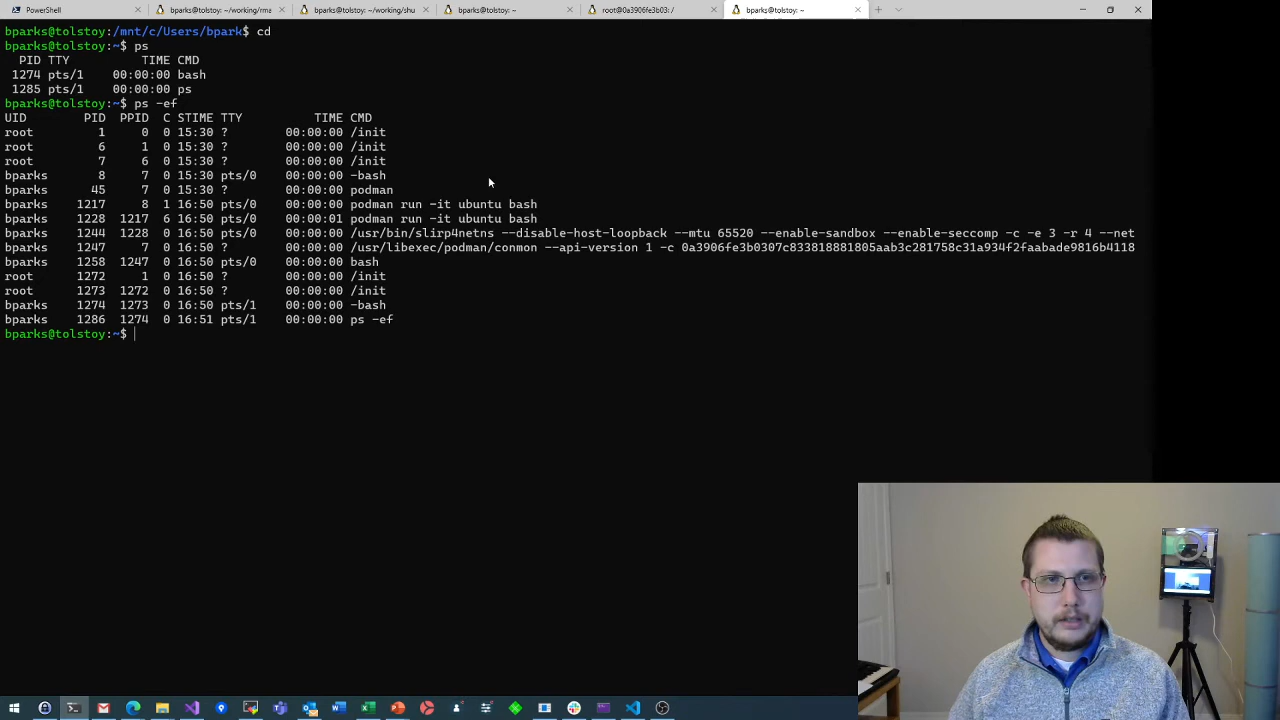 PowerShell
bparks@tolstoy: ~/working/rma
bparks@tolstoy: ~/working/shu
bparks@tolstoy: ~
root@0a3906fe3b03: /
bparks@tolstoy: ~
bparks@tolstoy:/mnt/c/Users/bpark$ cd
bparks@tolstoy:~$ ps
PID TTY TIME CMD
1274 pts/1 00:00:00 bash
1285 pts/1 00:00:00 ps
bparks@tolstoy:~$ ps -ef
UID PID PPID C STIME TTY TIME CMD
root 1 0 0 15:30 ? 00:00:00 /init
root 6 1 0 15:30 ? 00:00:00 /init
root 7 6 0 15:30 ? 00:00:00 /init
bparks 8 7 0 15:30 pts/0 00:00:00 -bash
bparks 45 7 0 15:30 ? 00:00:00 podman
bparks 1217 8 1 16:50 pts/0 00:00:00 podman run -it ubuntu bash
bparks 1228 1217 6 16:50 pts/0 00:00:01 podman run -it ubuntu bash
bparks 1244 1228 0 16:50 pts/0 00:00:00 /usr/bin/slirp4netns --disable-host-loopback --mtu 65520 --enable-sandbox --enable-seccomp -c -e 3 -r 4 --net
bparks 1247 7 0 16:50 ? 00:00:00 /usr/libexec/podman/conmon --api-version 1 -c 0a3906fe3b0307c833818881805aab3c281758c31a934f2faabade9816b4118
bparks 1258 1247 0 16:50 pts/0 00:00:00 bash
root 1272 1 0 16:50 ? 00:00:00 /init
root 1273 1272 0 16:50 ? 00:00:00 /init
bparks 1274 1273 0 16:50 pts/1 00:00:00 -bash
bparks 1286 1274 0 16:51 pts/1 00:00:00 ps -ef
bparks@tolstoy:~$